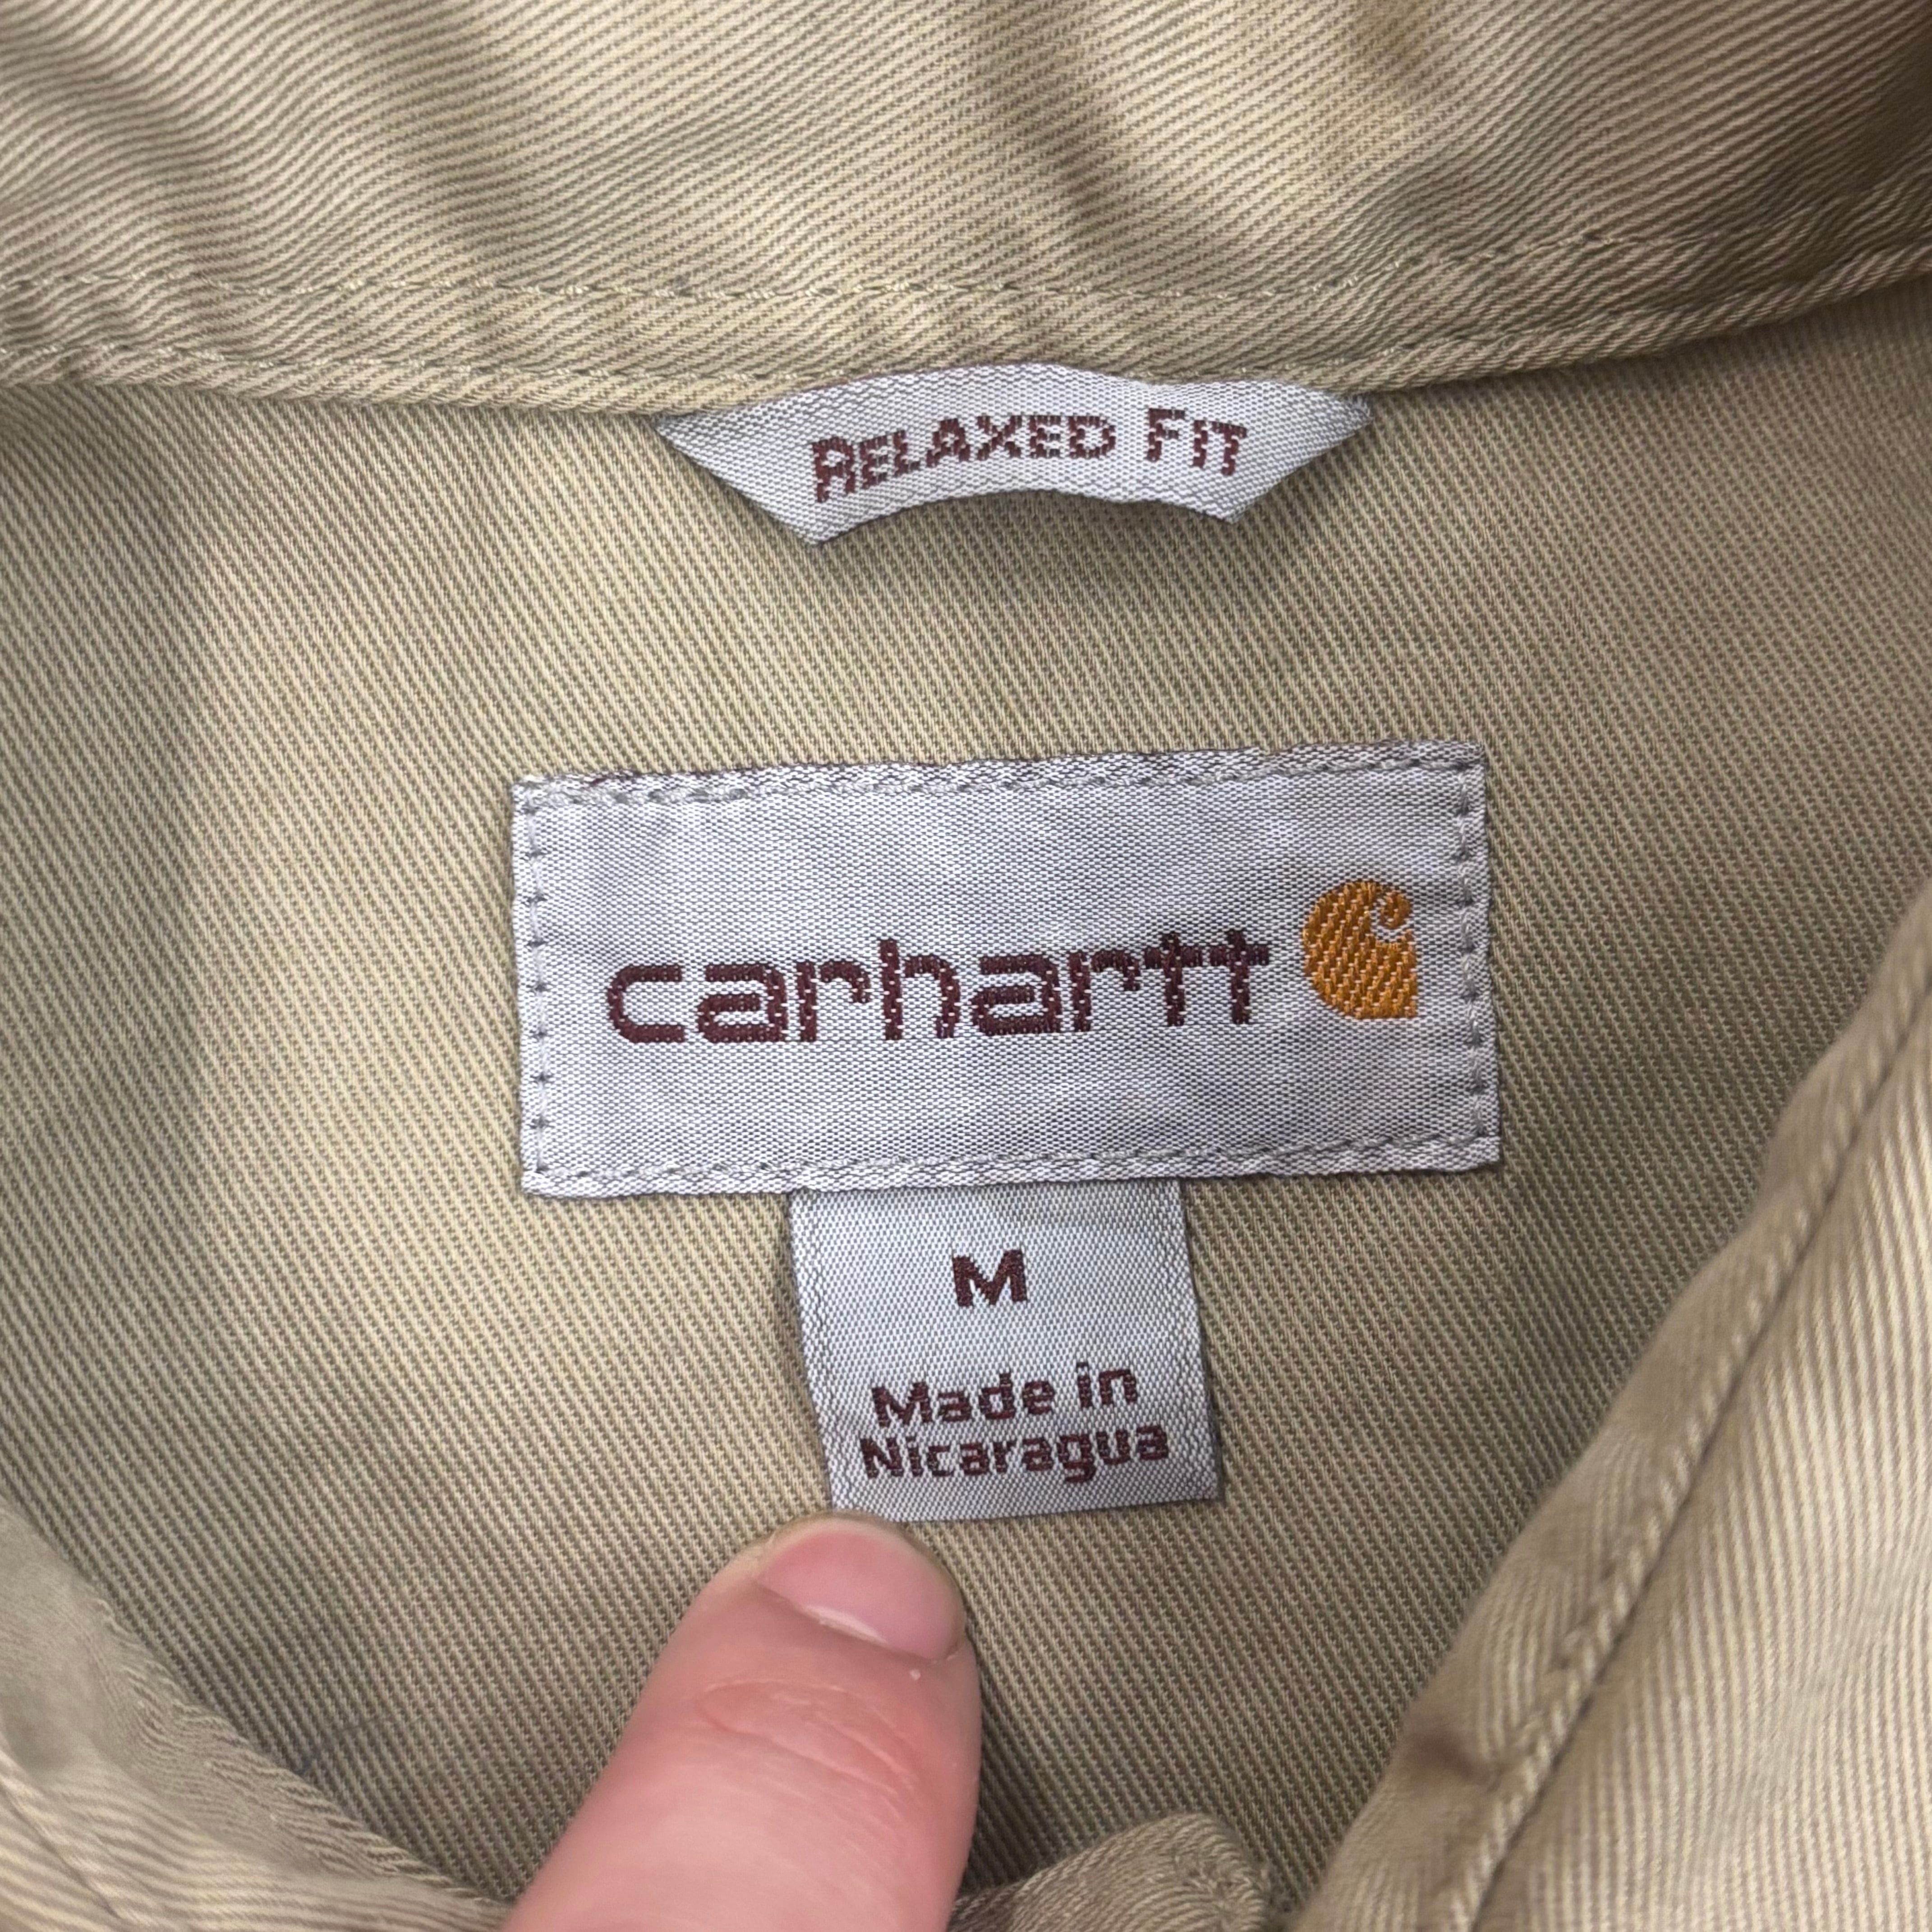 RELAXED FIT
carhartt
M
Made in
Nicaragua